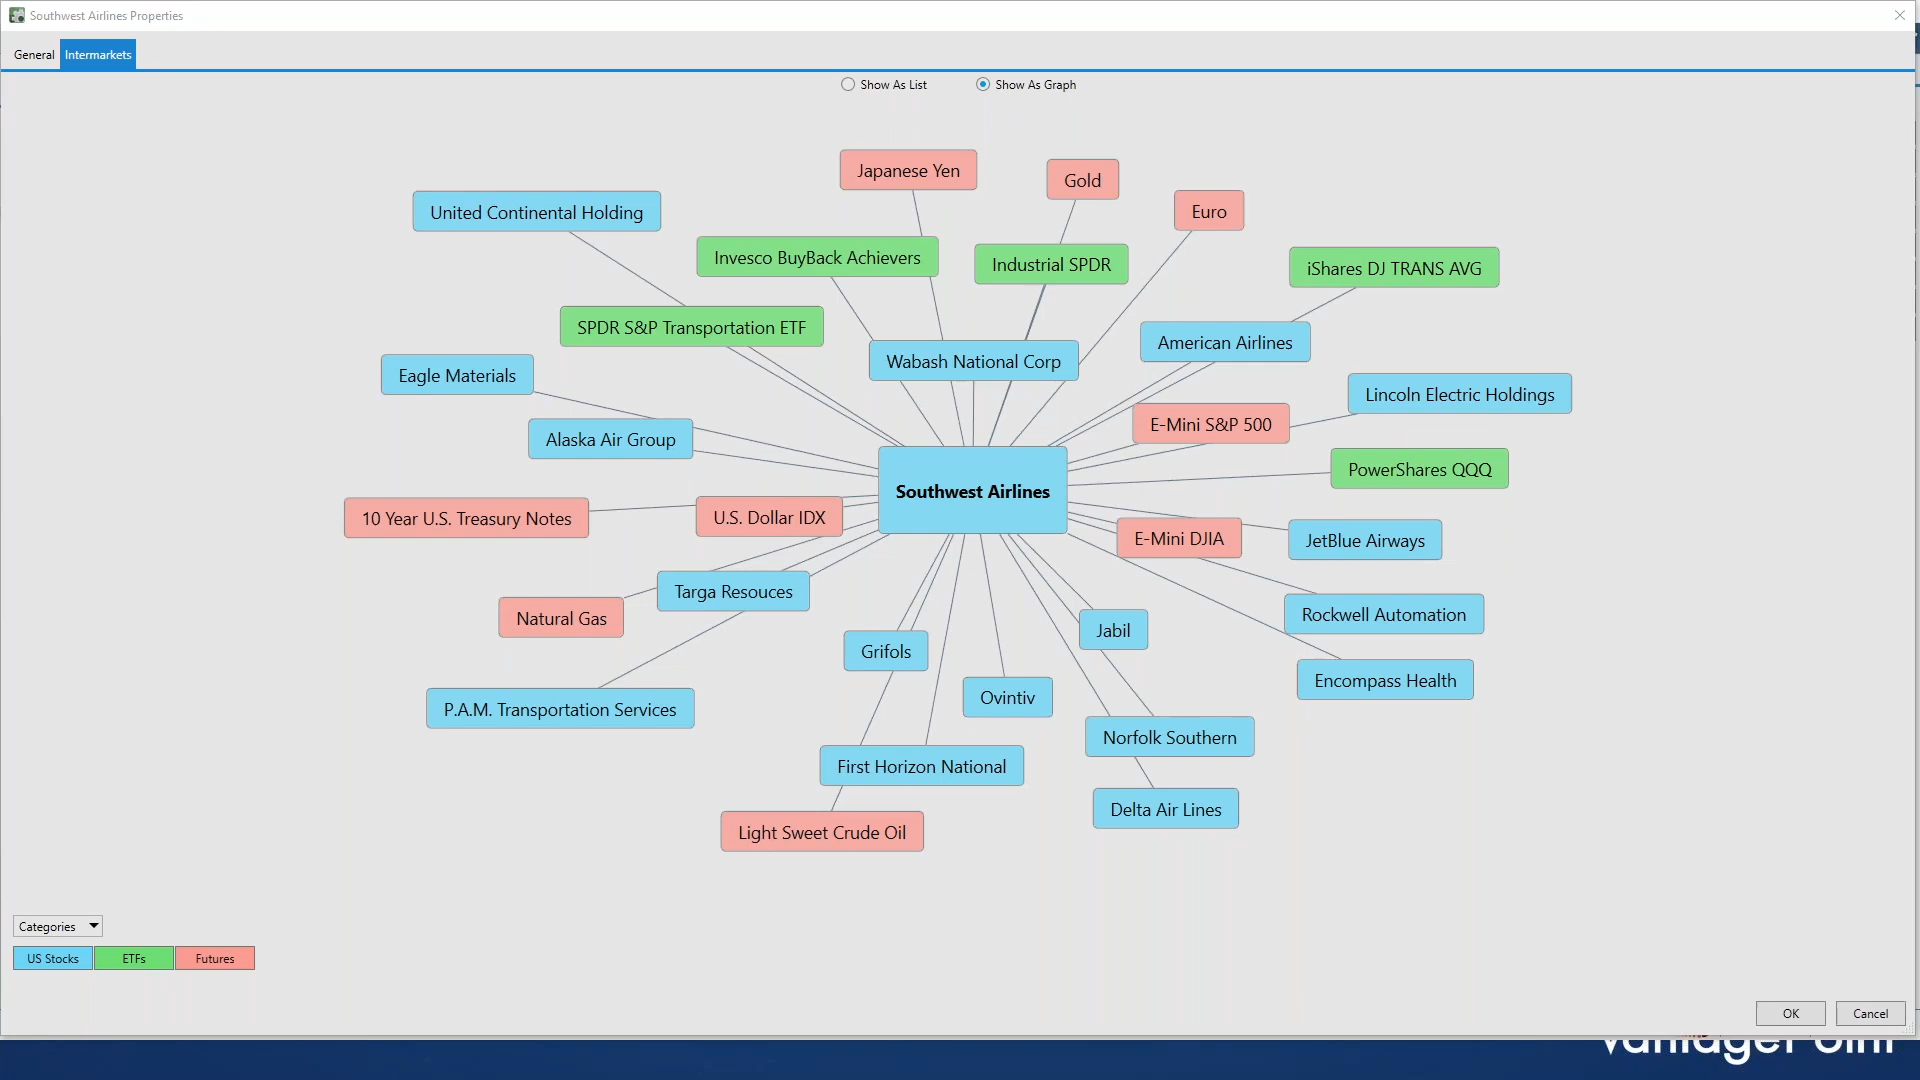 Southwest Airlines Properties
General
Intermarkets
Show As List
Show As Graph
Japanese Yen
Gold
Euro
United Continental Holding
Invesco BuyBack Achievers
Industrial SPDR
iShares DJ TRANS AVG
SPDR S&P Transportation ETF
American Airlines
Wabash National Corp
Eagle Materials
Lincoln Electric Holdings
E-Mini S&P 500
Alaska Air Group
PowerShares QQQ
Southwest Airlines
10 Year U.S. Treasury Notes
U.S. Dollar IDX
E-Mini DJIA
JetBlue Airways
Targa Resouces
Natural Gas
Rockwell Automation
Jabil
Grifols
Encompass Health
Ovintiv
P.A.M. Transportation Services
Norfolk Southern
First Horizon National
Delta Air Lines
Light Sweet Crude Oil
Categories
US Stocks
ETFs
Futures
OK
Cancel
VantagePoint